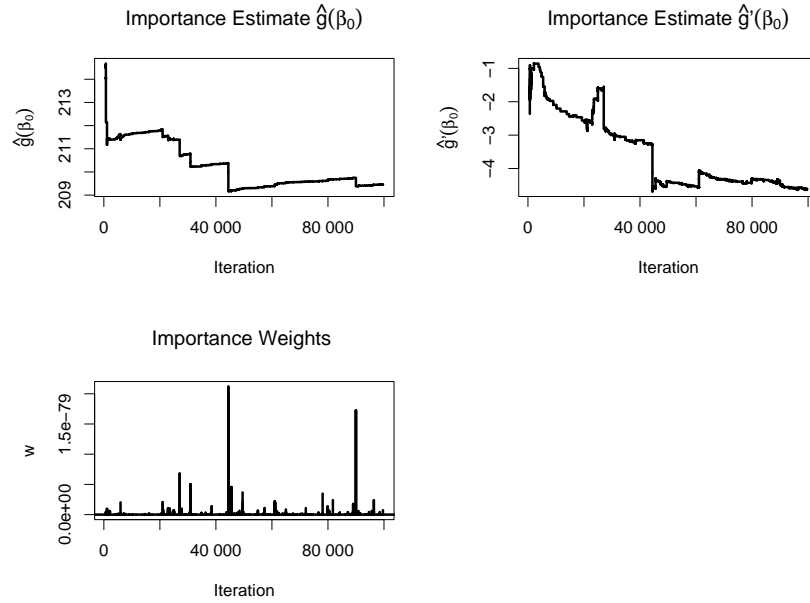 Importance Estimate ĝ(β₀)
213
211
209
ĝ(β₀)
0
40 000
80 000
Iteration
Importance Estimate ĝ'(β₀)
-1
-2
-3
-4
ĝ'(β₀)
0
40 000
80 000
Iteration
Importance Weights
1.5e−79
0.0e+00
w
0
40 000
80 000
Iteration